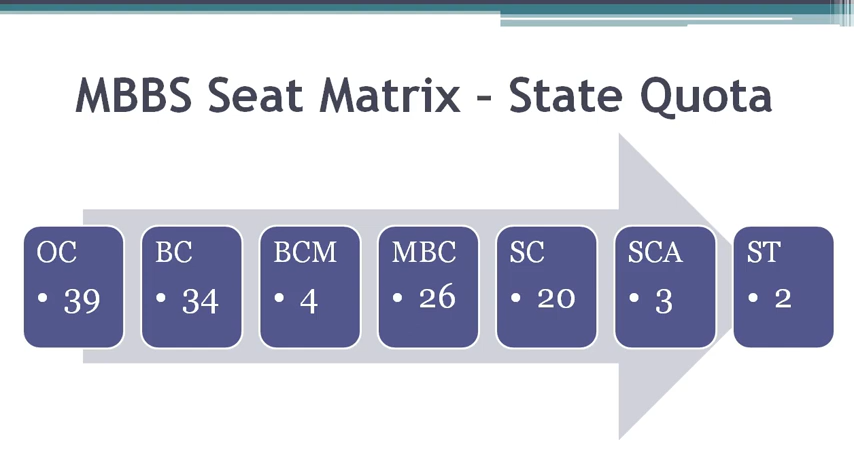 MBBS Seat Matrix – State Quota
OC
• 39
BC
• 34
BCM
• 4
MBC
• 26
SC
• 20
SCA
• 3
ST
• 2